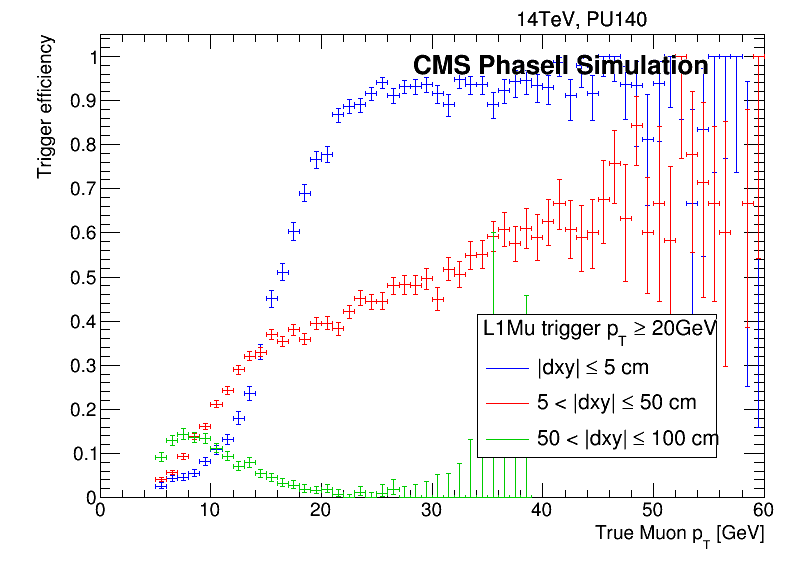 14TeV, PU140
CMS PhaseII Simulation
Trigger efficiency
1
0.9
0.8
0.7
0.6
0.5
0.4
0.3
0.2
0.1
0
L1Mu trigger p_T ≥ 20GeV
|dxy| ≤ 5 cm
5 < |dxy| ≤ 50 cm
50 < |dxy| ≤ 100 cm
0 10 20 30 40 50 60
True Muon p_T [GeV]